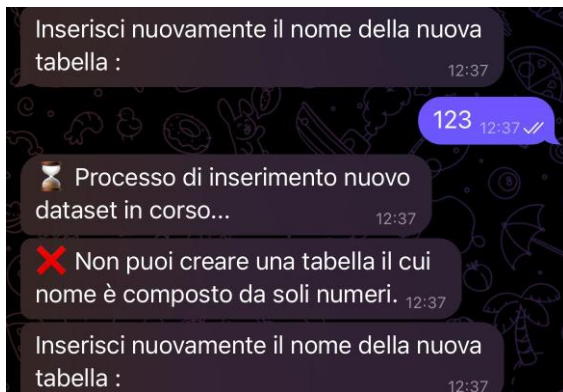 Inserisci nuovamente il nome della nuova
tabella :
12:37
123 12:37
⏳ Processo di inserimento nuovo
dataset in corso...
12:37
❌ Non puoi creare una tabella il cui
nome è composto da soli numeri. 12:37
Inserisci nuovamente il nome della nuova
tabella :
12:37